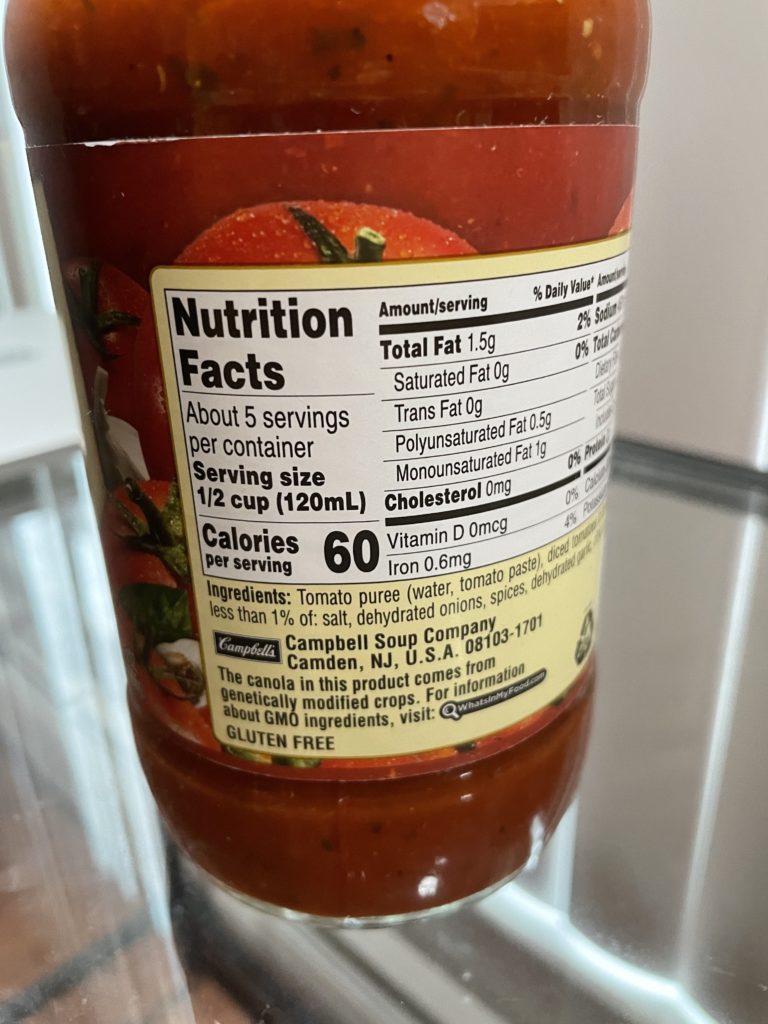 Nutrition
Facts
About 5 servings
per container
Serving size
1/2 cup (120mL)
Calories
per serving
60
Amount/serving % Daily Value*
Total Fat 1.5g 2%
Saturated Fat 0g 0%
Trans Fat 0g
Polyunsaturated Fat 0.5g
Monounsaturated Fat 1g
Cholesterol 0mg 0%
Vitamin D 0mcg 0%
Iron 0.6mg 4%
Sodium
Total
Ingredients: Tomato puree (water, tomato paste), diced
less than 1% of: salt, dehydrated onions, spices, dehydrated
Campbell's
Campbell Soup Company
Camden, NJ, U.S.A. 08103-1701
The canola in this product comes from
genetically modified crops. For information
about GMO ingredients, visit: WhatsInMyFood.com
GLUTEN FREE